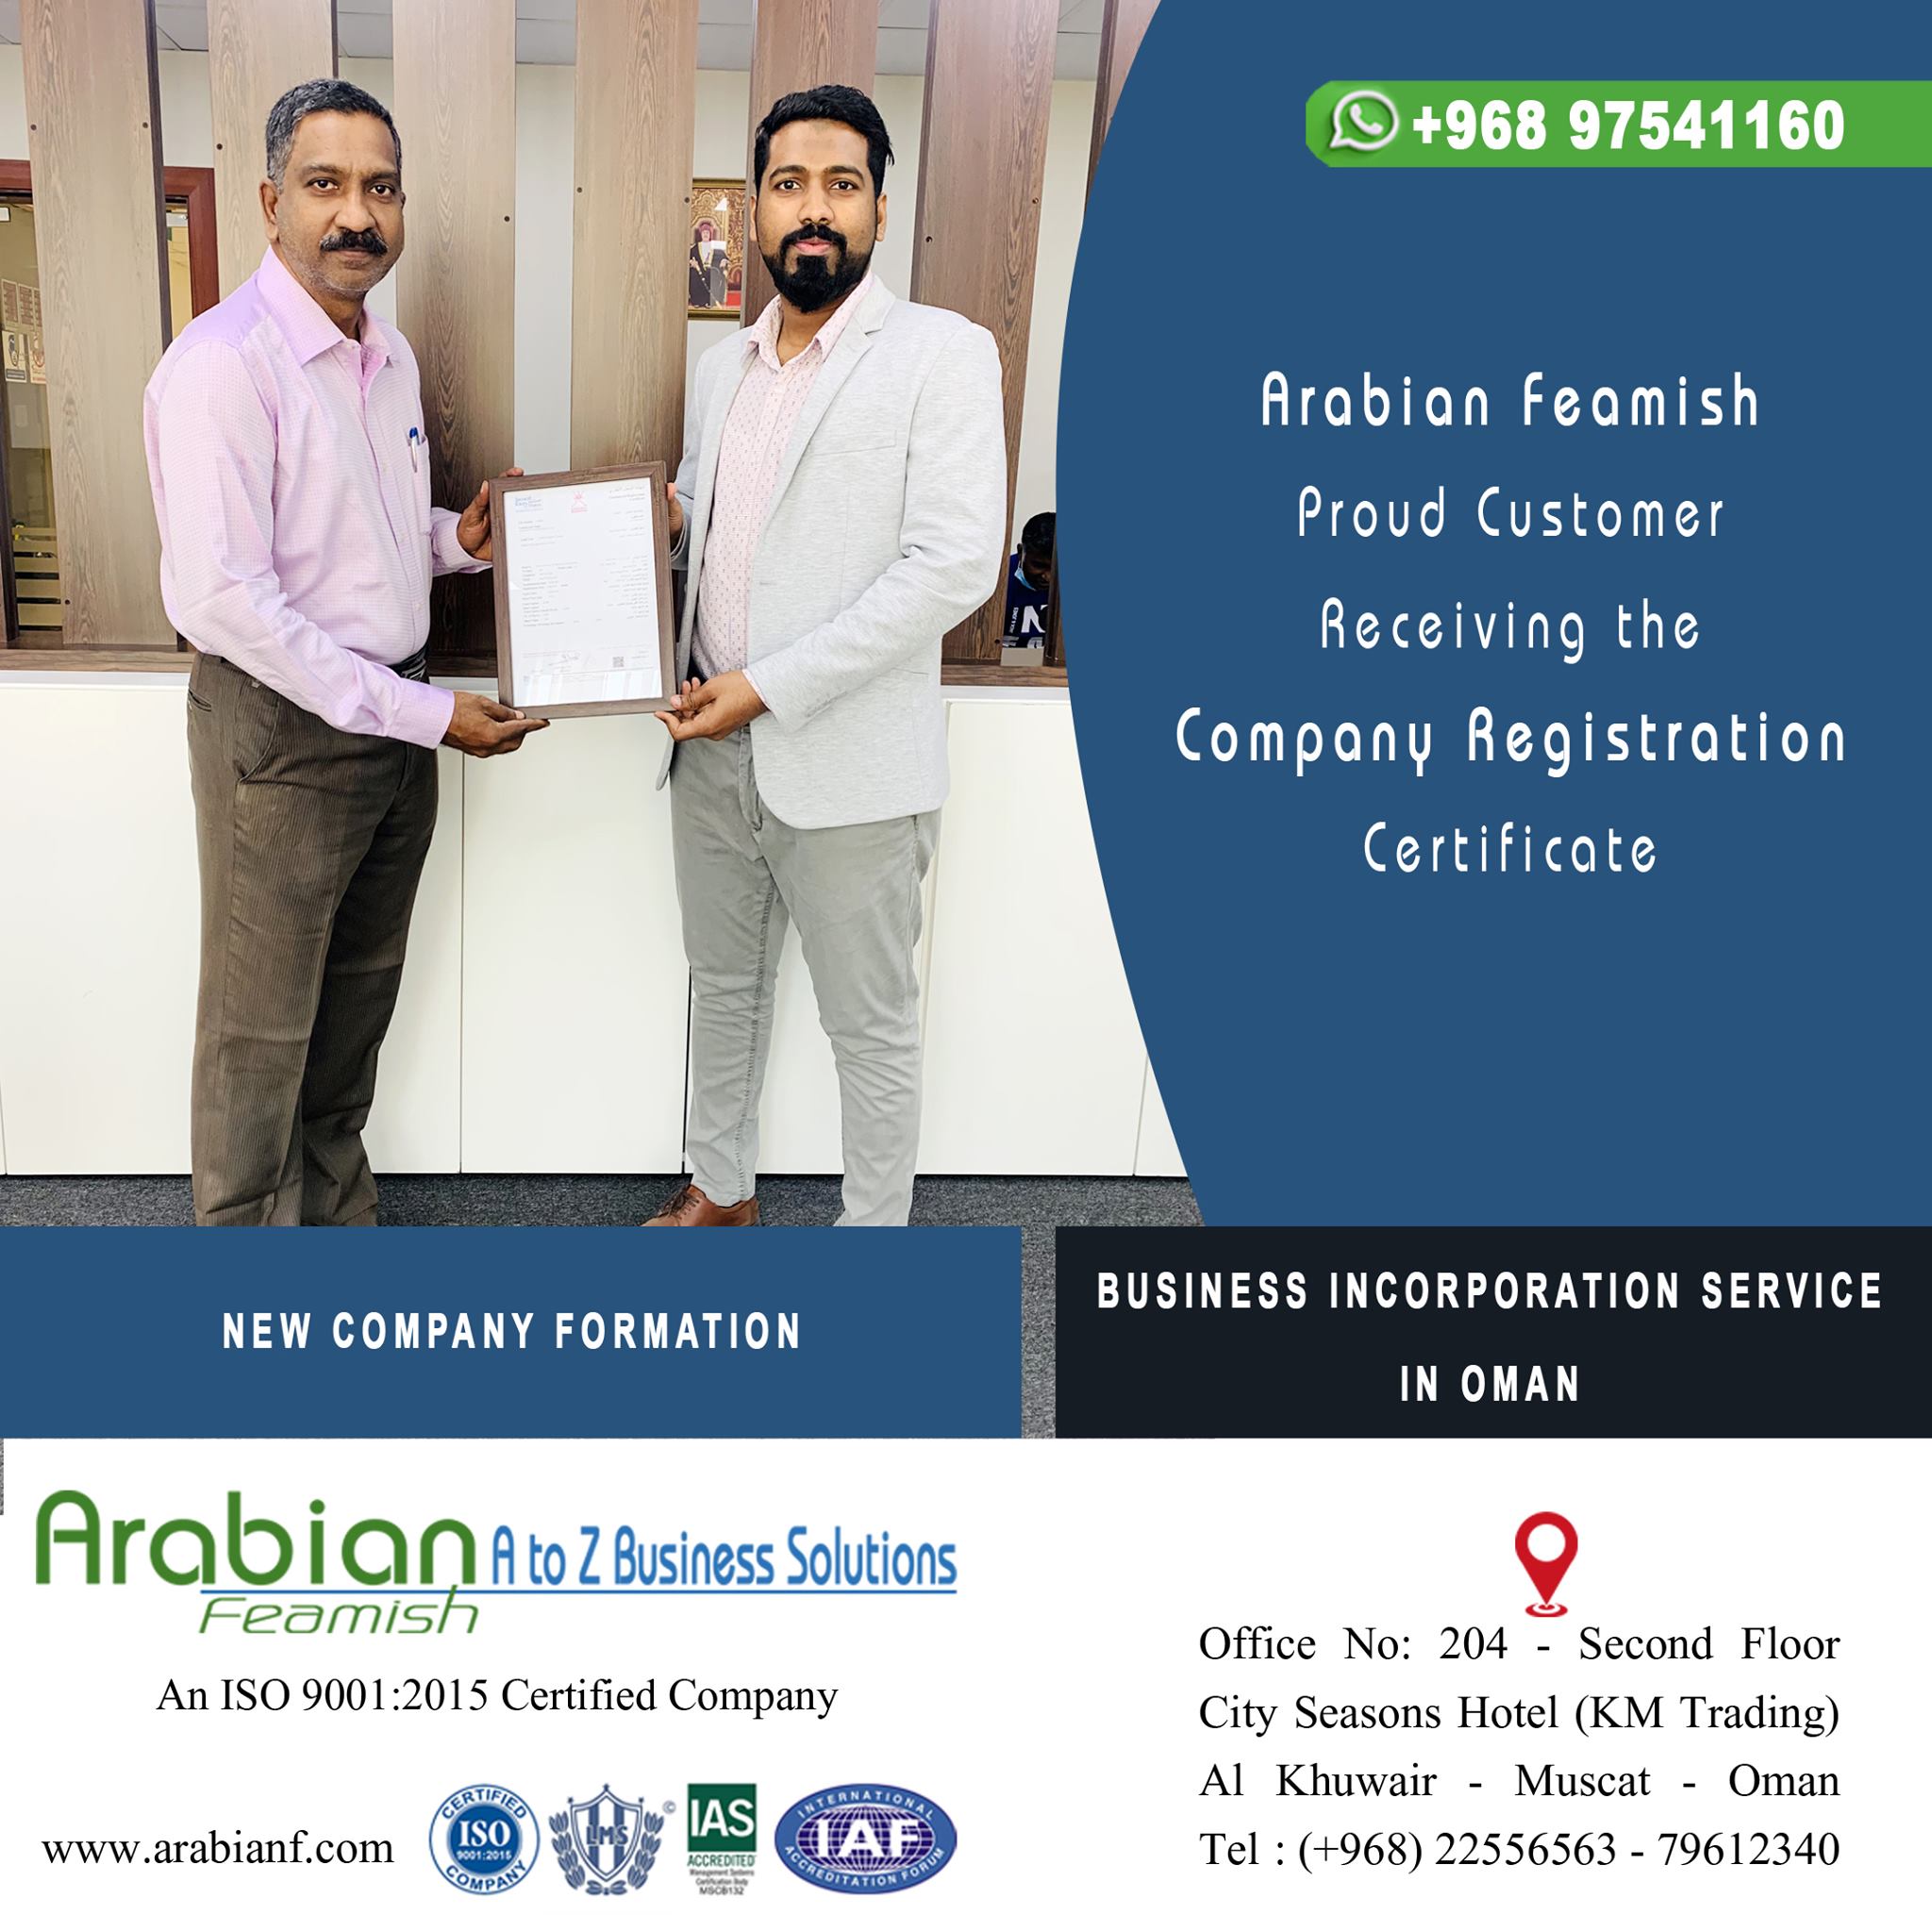 +968 97541160
Arabian Feamish
Proud Customer
Receiving the
Company Registration
Certificate
NEW COMPANY FORMATION
BUSINESS INCORPORATION SERVICE
IN OMAN
Arabian A to Z Business Solutions
Feamish
An ISO 9001:2015 Certified Company
www.arabianf.com
CERTIFIED
ISO
9001:2015
COMPANY
LMS
©
IAS
ACCREDITED
Management Systems
Certification Body
MSCB132
INTERNATIONAL
IAF
ACCREDITATION FORUM
Office No: 204 - Second Floor
City Seasons Hotel (KM Trading)
Al Khuwair - Muscat - Oman
Tel : (+968) 22556563 - 79612340